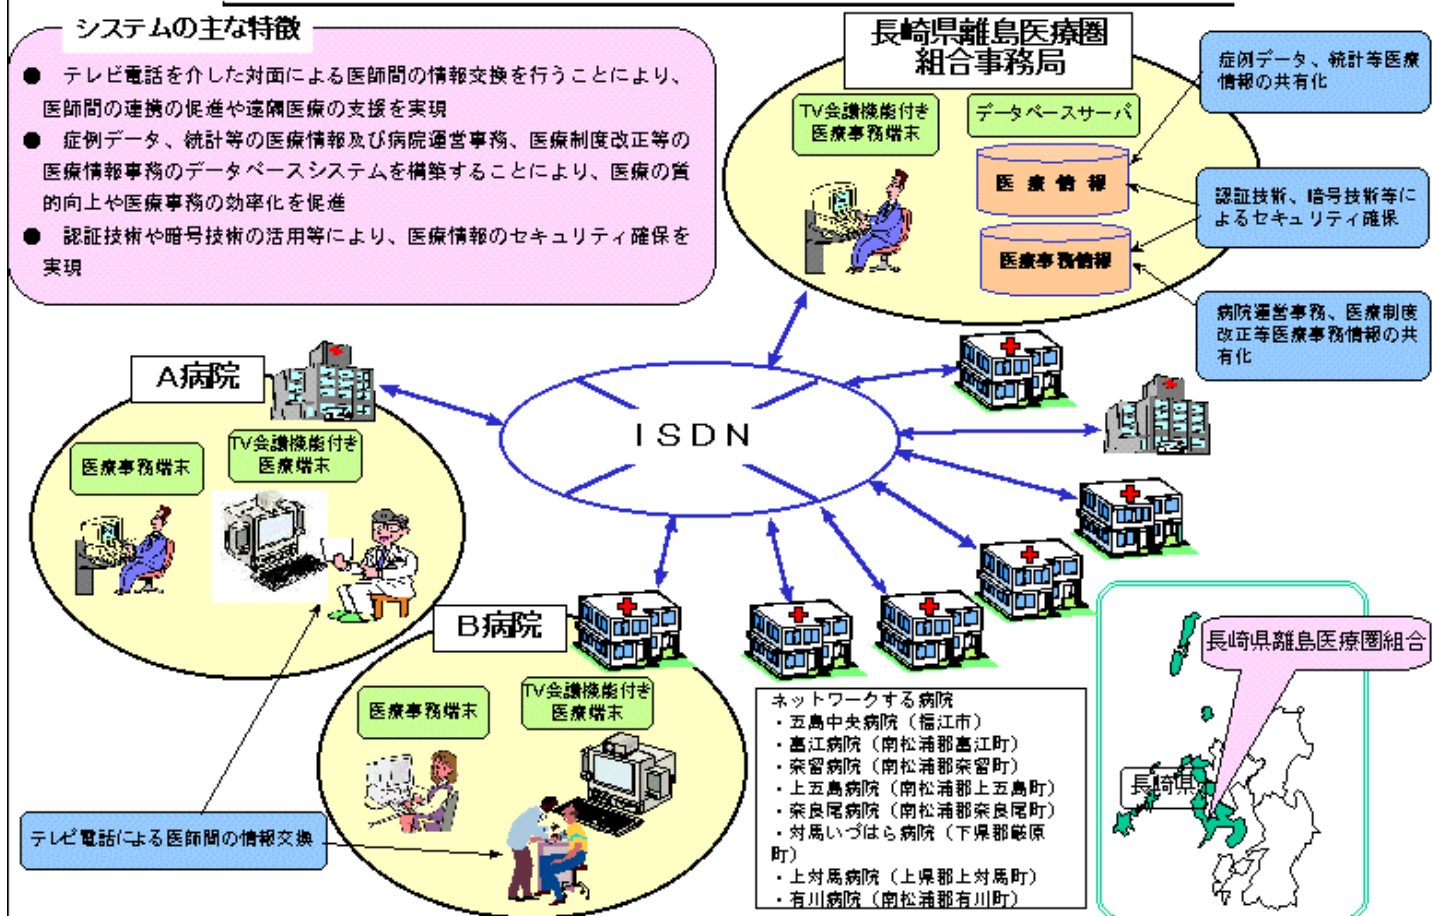 システムの主な特徴
● テレビ電話を介した対面による医師間の情報交換を行うことにより、
医師間の連携の促進や遠隔医療の支援を実現
● 症例データ、統計等の医療情報及び病院運営事務、医療制度改正等の
医療情報事務のデータベースシステムを構築することにより、医療の質
的向上や医療事務の効率化を促進
● 認証技術や暗号技術の活用等により、医療情報のセキュリティ確保を
実現
長崎県離島医療圏
組合事務局
TV会議機能付き
医療事務端末
データベースサーバ
医療情報
医療事務情報
症例データ、統計等医療
情報の共有化
認証技術、暗号技術等に
よるセキュリティ確保
病院運営事務、医療制度
改正等医療事務情報の共
有化
A病院
医療事務端末
TV会議機能付き
医療端末
ISDN
B病院
医療事務端末
TV会議機能付き
医療端末
テレビ電話による医師間の情報交換
ネットワークする病院
・五島中央病院（福江市）
・富江病院（南松浦郡富江町）
・奈留病院（南松浦郡奈留町）
・上五島病院（南松浦郡上五島町）
・奈良尾病院（南松浦郡奈良尾町）
・対馬いづはら病院（下県郡厳原
町）
・上対馬病院（上県郡上対馬町）
・有川病院（南松浦郡有川町）
長崎県離島医療圏組合
長崎県